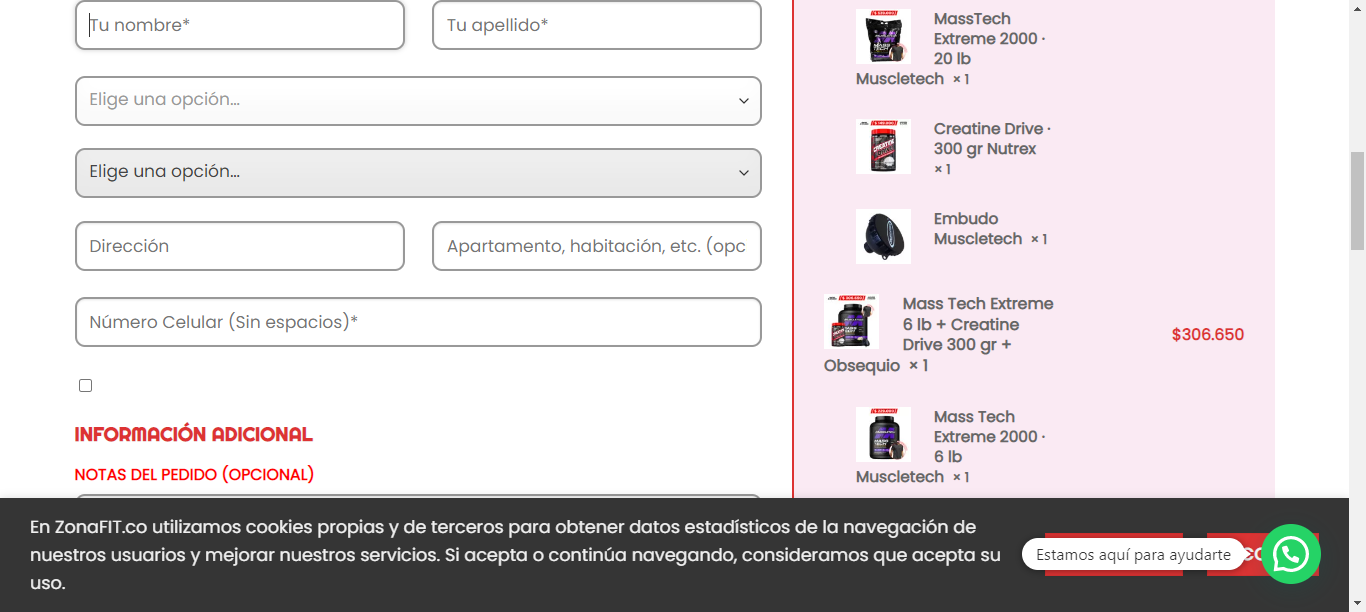 Tu nombre*
Tu apellido*
Elige una opción...
Elige una opción...
Dirección
Apartamento, habitación, etc. (opc
Número Celular (Sin espacios)*
INFORMACIÓN ADICIONAL
NOTAS DEL PEDIDO (OPCIONAL)
MassTech
Extreme 2000 ·
20 lb
Muscletech × 1
Creatine Drive ·
300 gr Nutrex
× 1
Embudo
Muscletech × 1
Mass Tech Extreme
6 lb + Creatine
Drive 300 gr +
Obsequio × 1
$306.650
Mass Tech
Extreme 2000 ·
6 lb
Muscletech × 1
En ZonaFIT.co utilizamos cookies propias y de terceros para obtener datos estadísticos de la navegación de
nuestros usuarios y mejorar nuestros servicios. Si acepta o continúa navegando, consideramos que acepta su
uso.
Estamos aquí para ayudarte